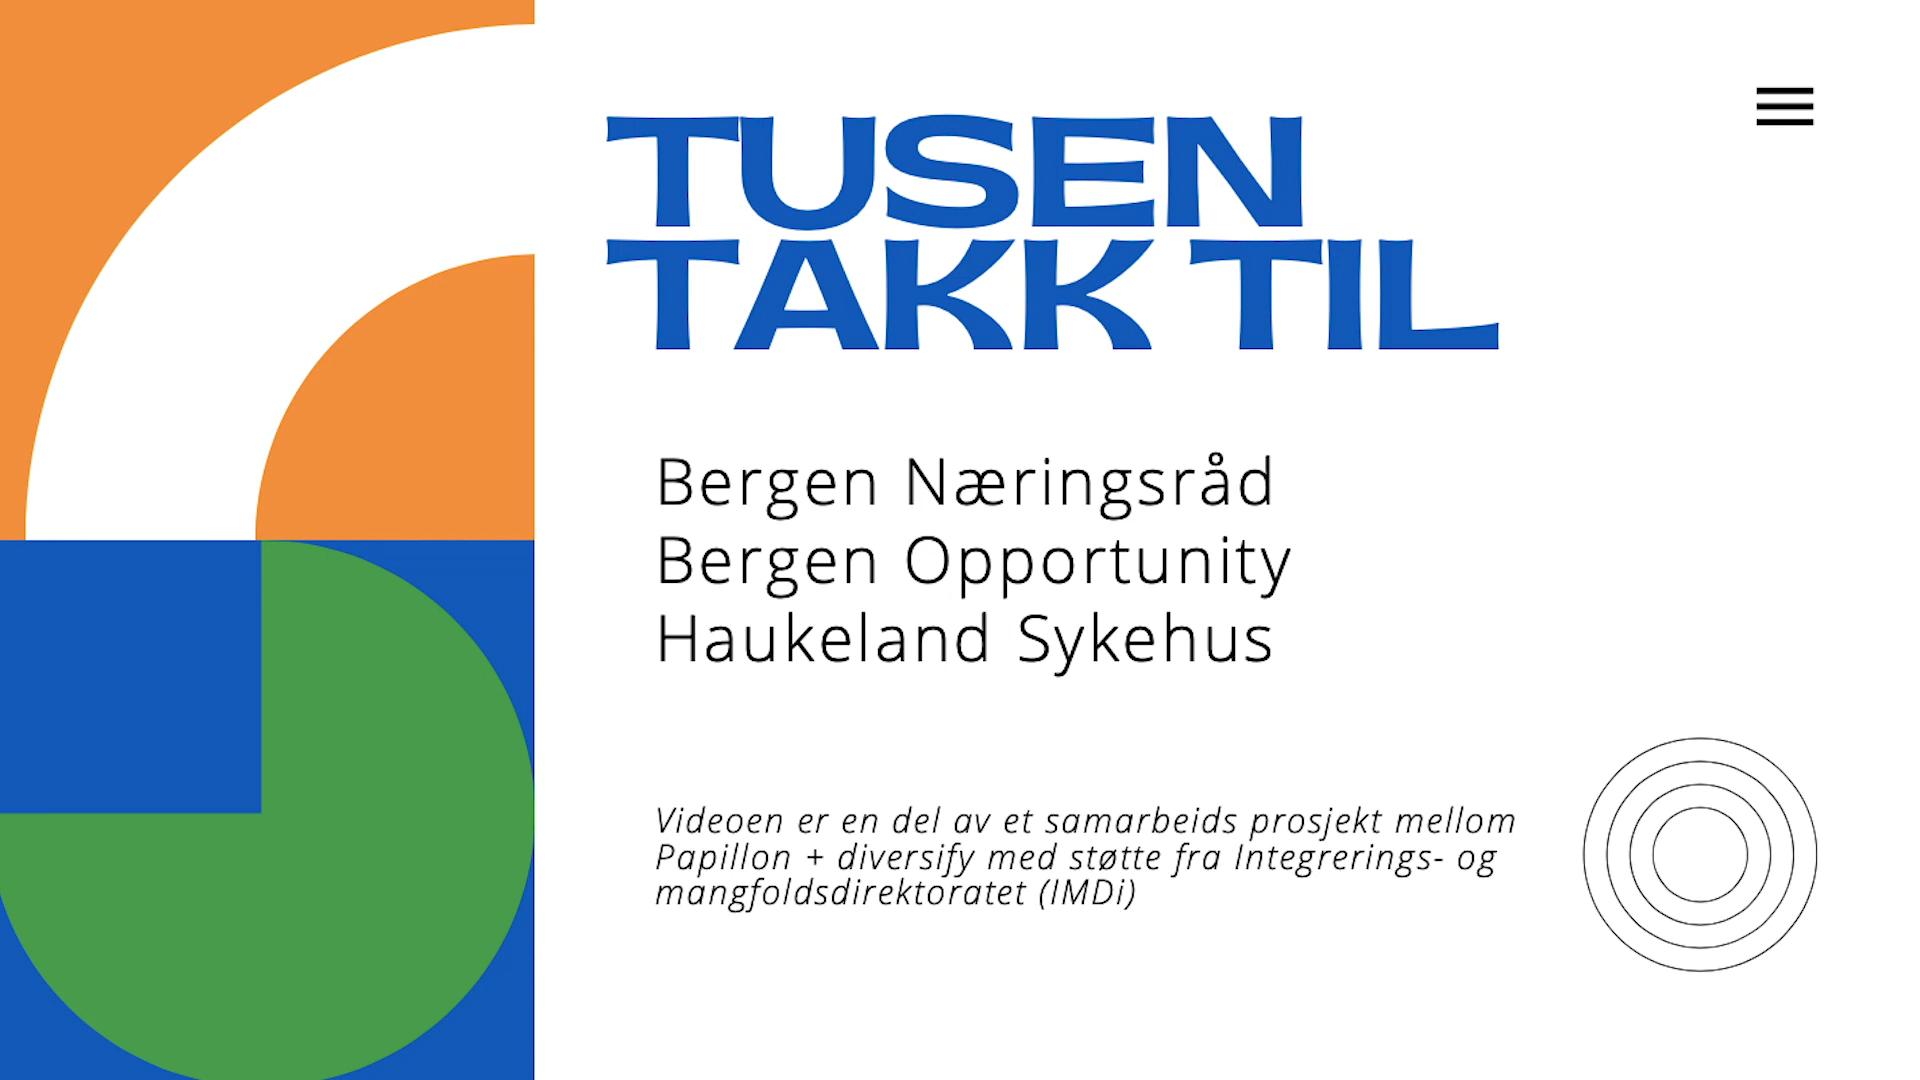 TUSEN
TAKK TIL
Bergen Næringsråd
Bergen Opportunity
Haukeland Sykehus
Videoen er en del av et samarbeids prosjekt mellom
Papillon + diversify med støtte fra Integrerings- og
mangfoldsdirektoratet (IMDi)